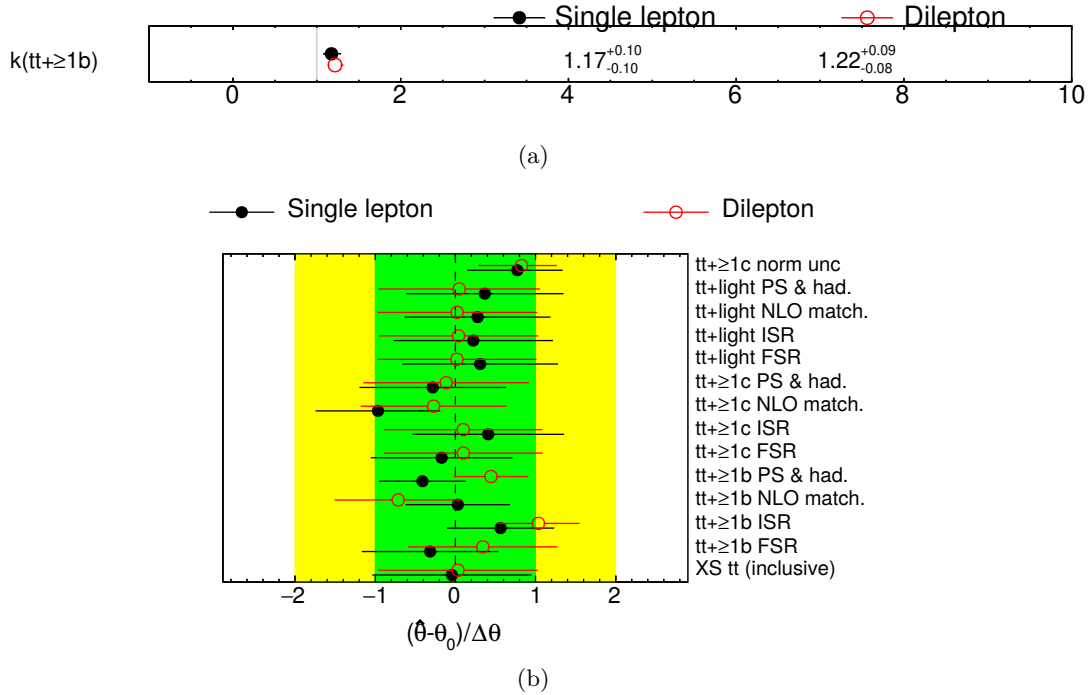 Single lepton Dilepton
k(tt+≥1b) 1.17+0.10-0.10 1.22+0.09-0.08
0 2 4 6 8 10
(a)
Single lepton Dilepton
tt+≥1c norm unc
tt+light PS & had.
tt+light NLO match.
tt+light ISR
tt+light FSR
tt+≥1c PS & had.
tt+≥1c NLO match.
tt+≥1c ISR
tt+≥1c FSR
tt+≥1b PS & had.
tt+≥1b NLO match.
tt+≥1b ISR
tt+≥1b FSR
XS tt (inclusive)
−2 −1 0 1 2
(θ̂-θ0)/Δθ
(b)